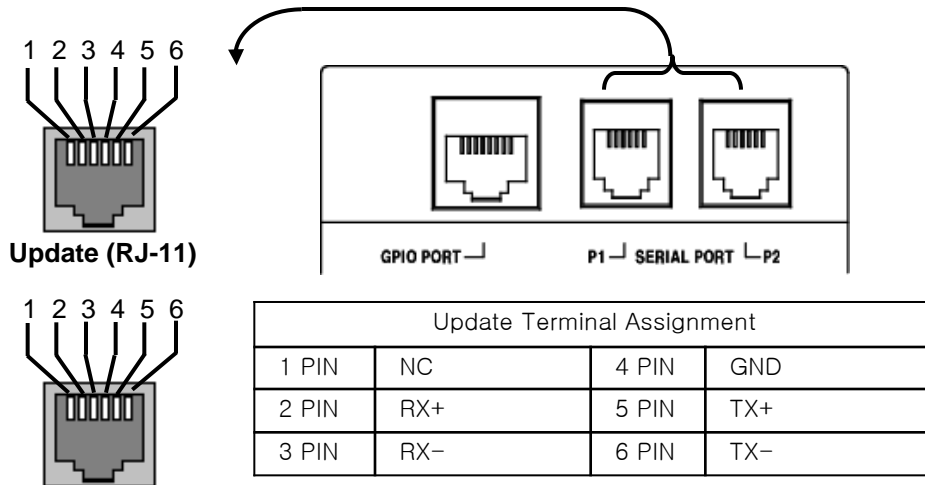 1 2 3 4 5 6
Update (RJ-11)
GPIO PORT
P1 SERIAL PORT P2
1 2 3 4 5 6
Update Terminal Assignment
1 PIN NC 4 PIN GND
2 PIN RX+ 5 PIN TX+
3 PIN RX- 6 PIN TX-